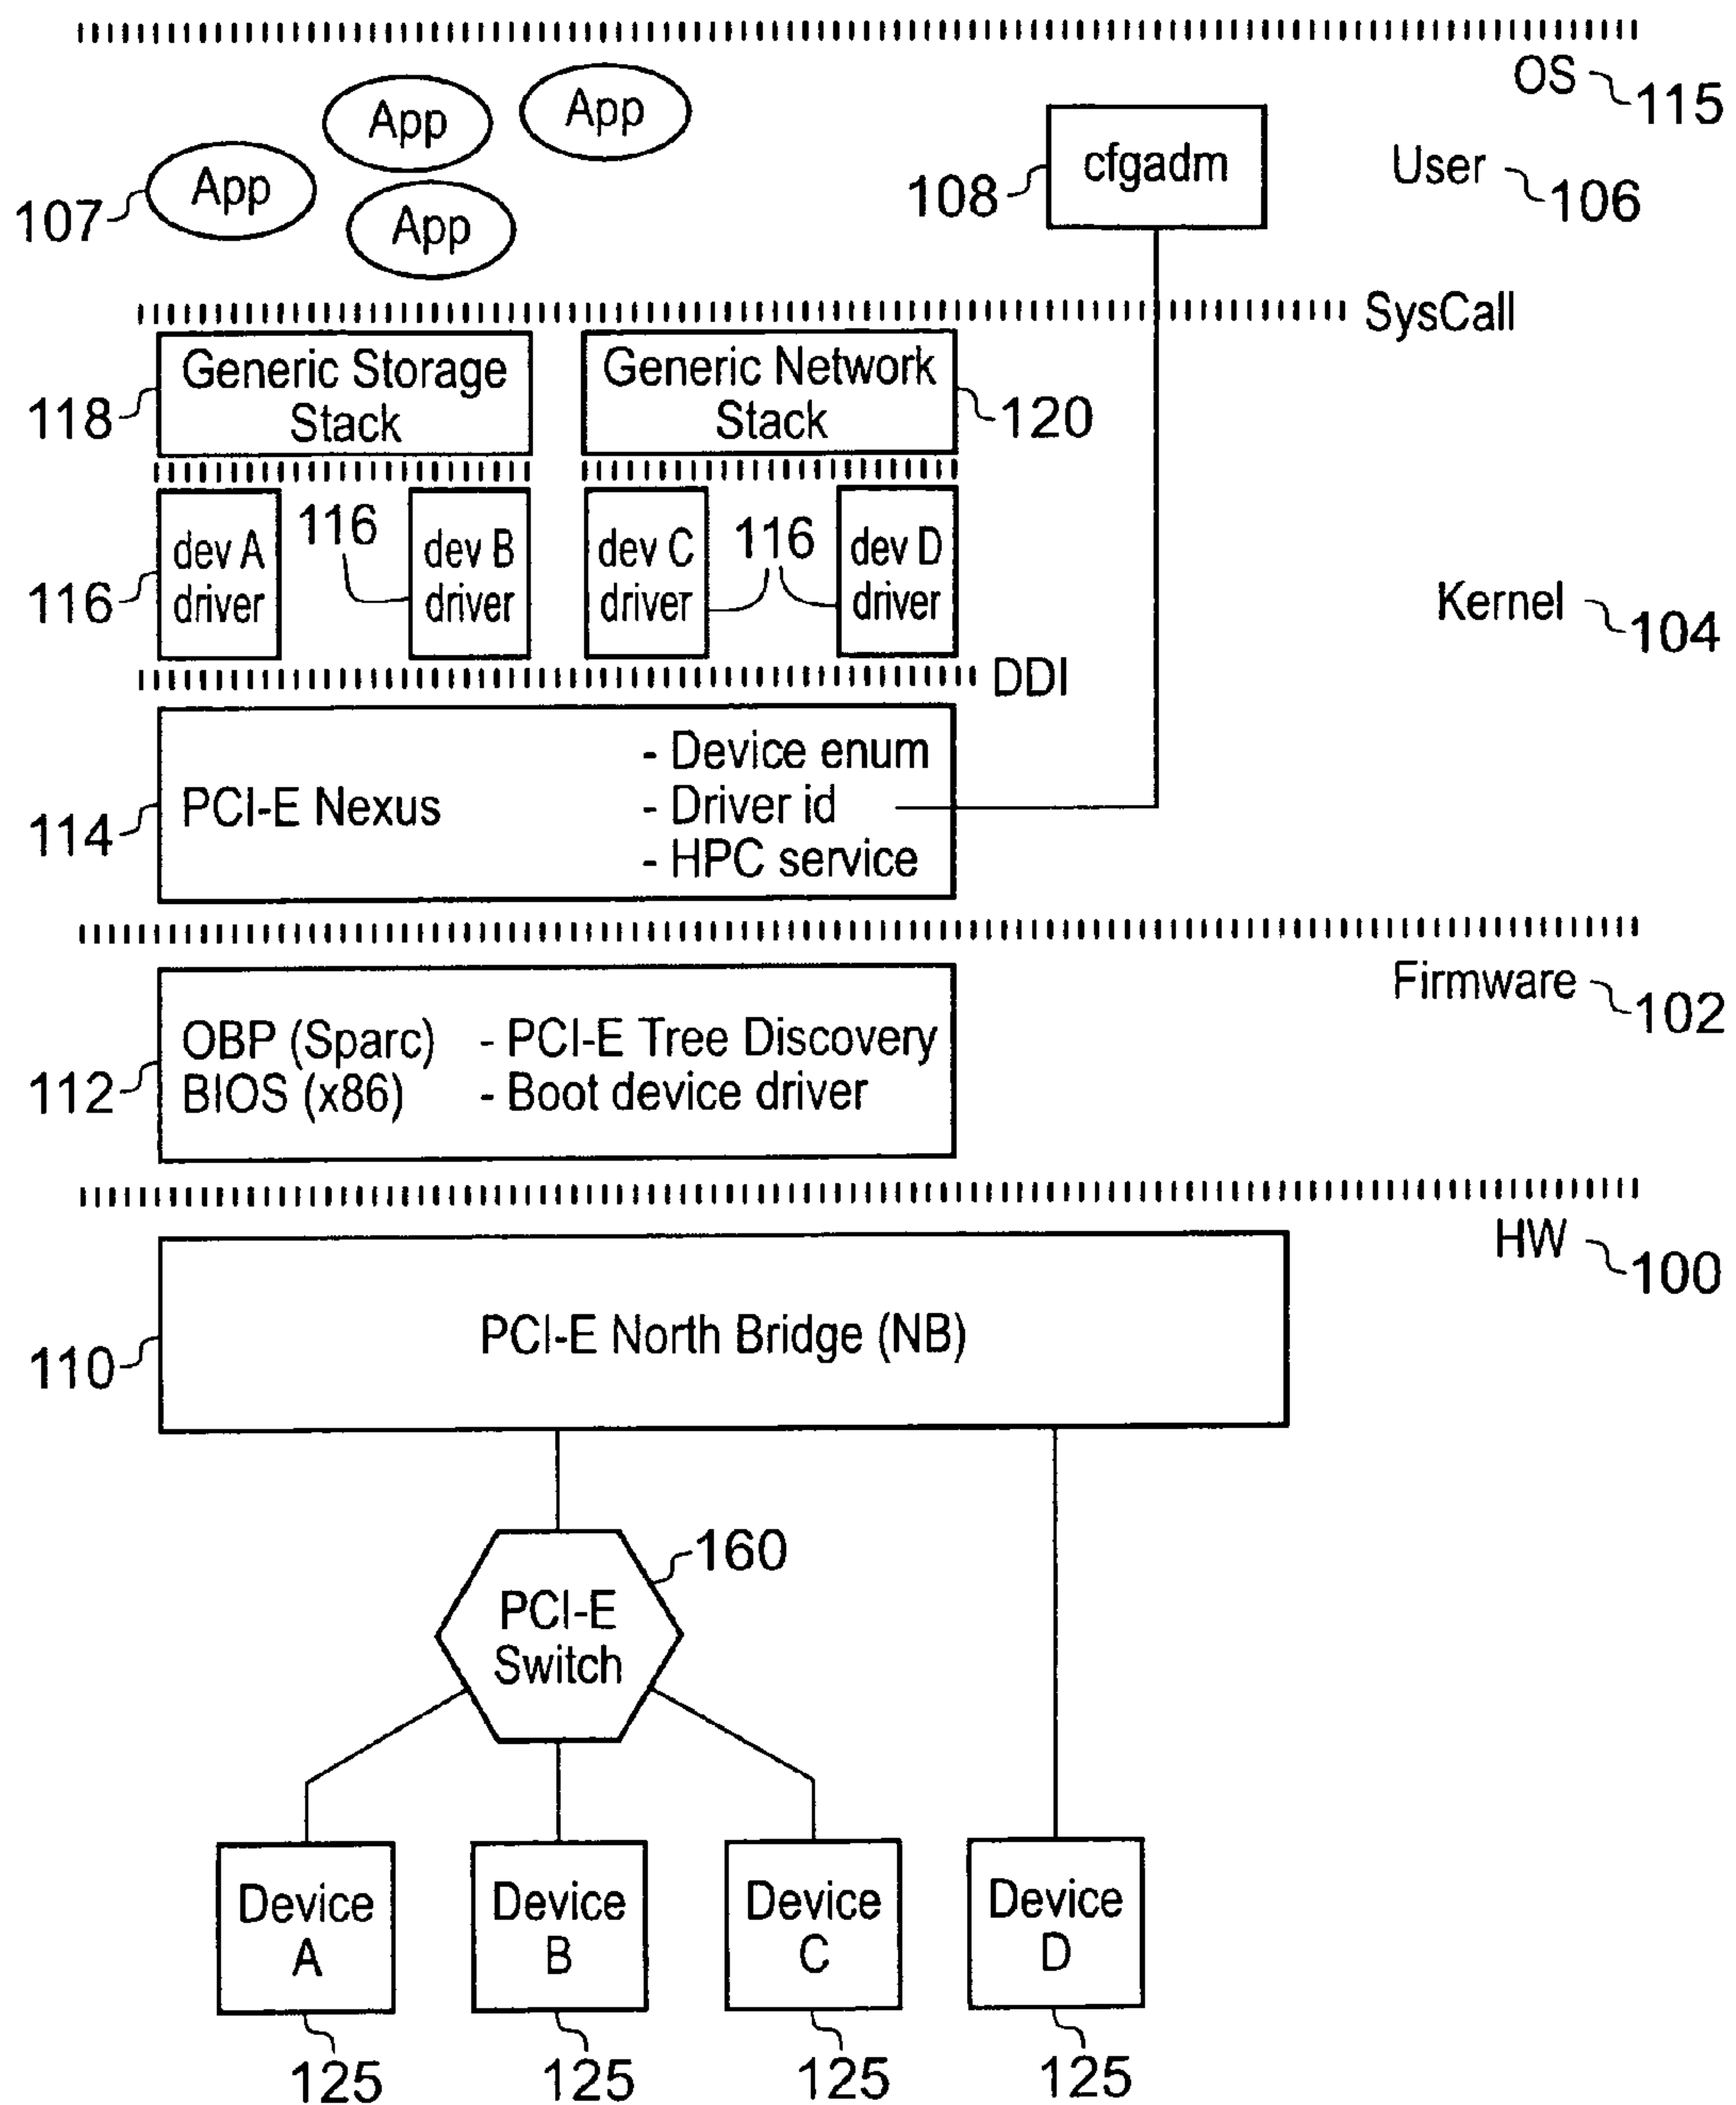 OS 115
App
App
App
107
App
108
cfgadm
User 106
SysCall
Generic Storage
Stack
118
Generic Network
Stack
120
dev A
driver
116
116
dev B
driver
dev C
driver
116
dev D
driver
Kernel 104
DDI
114
PCI-E Nexus
- Device enum
- Driver id
- HPC service
Firmware 102
112
OBP (Sparc) - PCI-E Tree Discovery
BIOS (x86) - Boot device driver
HW 100
110
PCI-E North Bridge (NB)
160
PCI-E
Switch
Device
A
Device
B
Device
C
Device
D
125 125 125 125